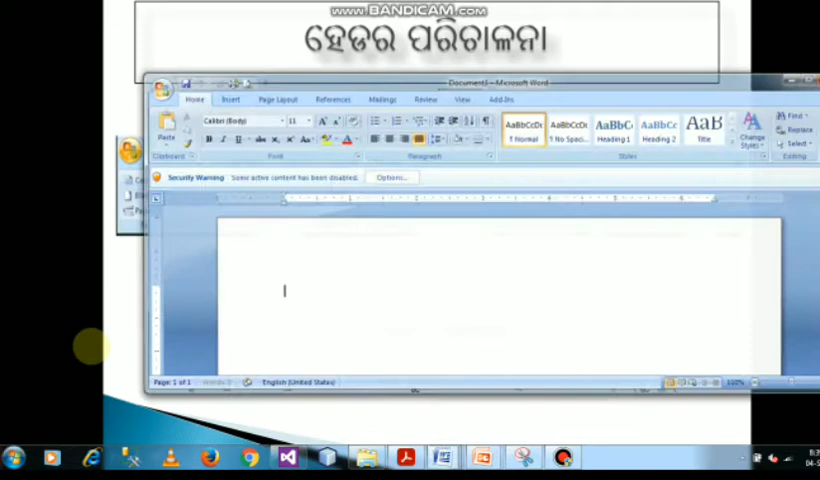 www.BANDICAM.com
ହେଡର ପରିଚାଳନା
Document1 - Microsoft Word
Home Insert Page Layout References Mailings Review View Add-Ins
Calibri (Body) 11
Paste
AaBbCcDc AaBbCcDc AaBbC AaBbCc AaB
¶ Normal ¶ No Spaci... Heading 1 Heading 2 Title
Change Styles
Find
Replace
Select
Clipboard Font Paragraph Styles Editing
Security Warning Some active content has been disabled. Options...
Page: 1 of 1 Words: 0 English (United States) 110%